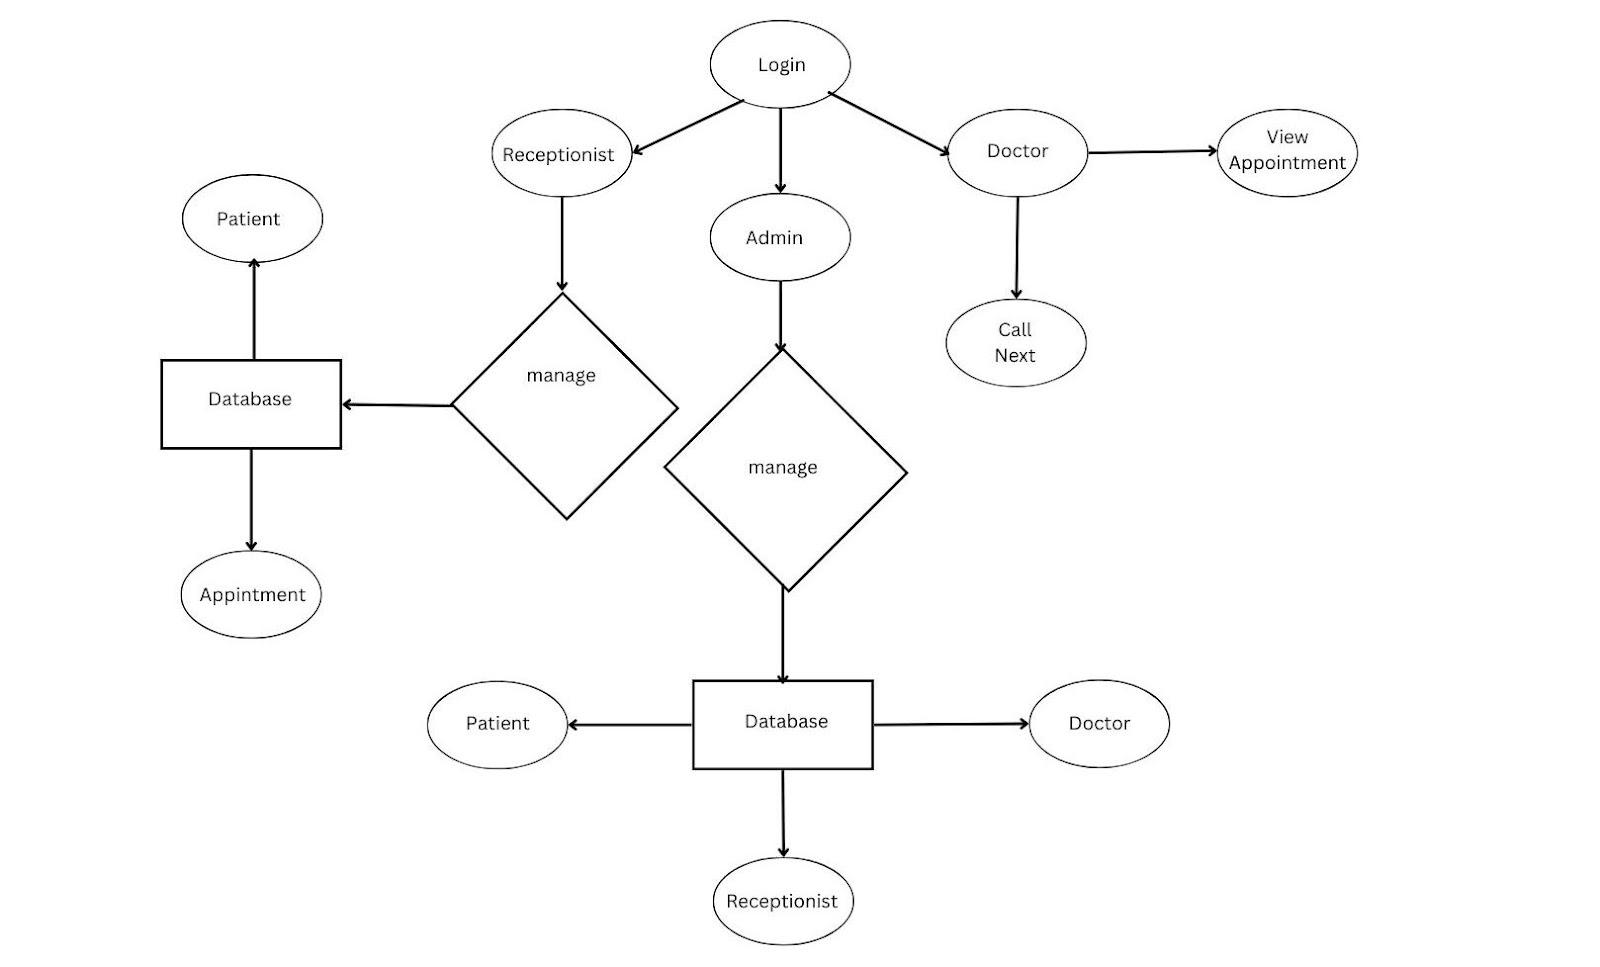 Login
Receptionist
Doctor
View
Appointment
Patient
Admin
Call
Next
manage
Database
manage
Appintment
Patient
Database
Doctor
Receptionist